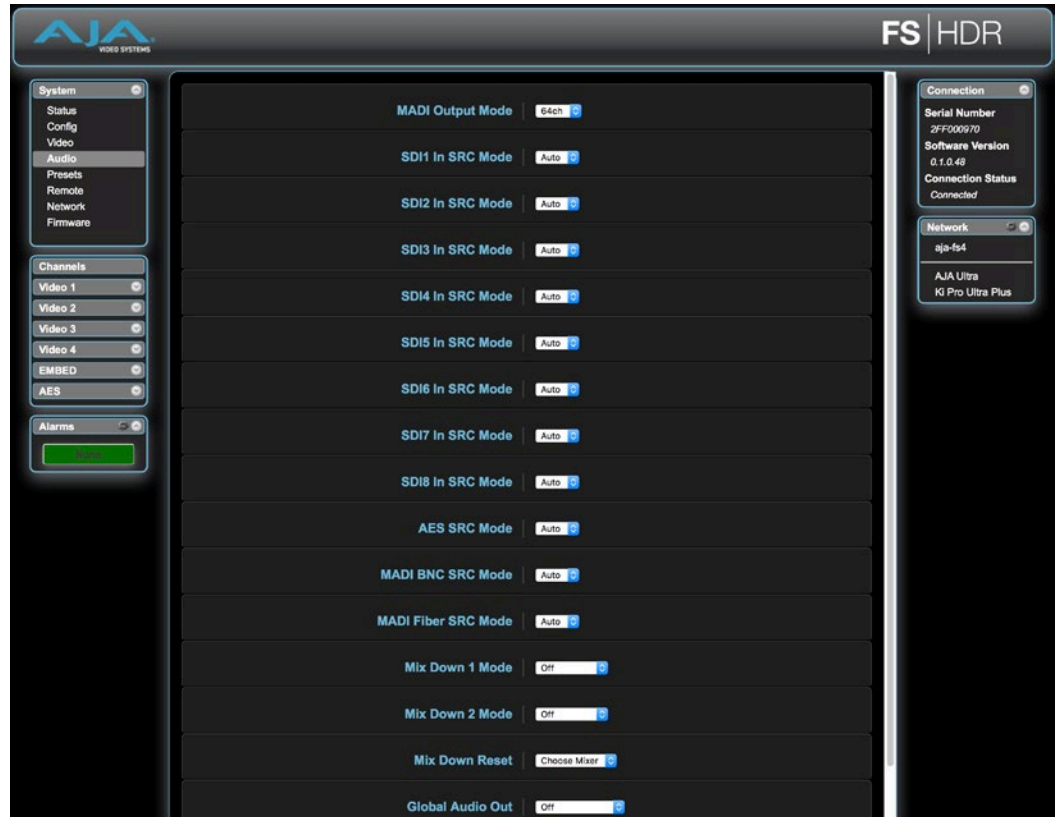 AJA
VIDEO SYSTEMS
FS|HDR
System
Status
Config
Video
Audio
Presets
Remote
Network
Firmware
Channels
Video 1
Video 2
Video 3
Video 4
EMBED
AES
Alarms
None
MADI Output Mode 64ch
SDI1 In SRC Mode Auto
SDI2 In SRC Mode Auto
SDI3 In SRC Mode Auto
SDI4 In SRC Mode Auto
SDI5 In SRC Mode Auto
SDI6 In SRC Mode Auto
SDI7 In SRC Mode Auto
SDI8 In SRC Mode Auto
AES SRC Mode Auto
MADI BNC SRC Mode Auto
MADI Fiber SRC Mode Auto
Mix Down 1 Mode Off
Mix Down 2 Mode Off
Mix Down Reset Choose Mixer
Global Audio Out Off
Connection
Serial Number
2FF000970
Software Version
0.1.0.48
Connection Status
Connected
Network
aja-fs4
AJA Ultra
Ki Pro Ultra Plus